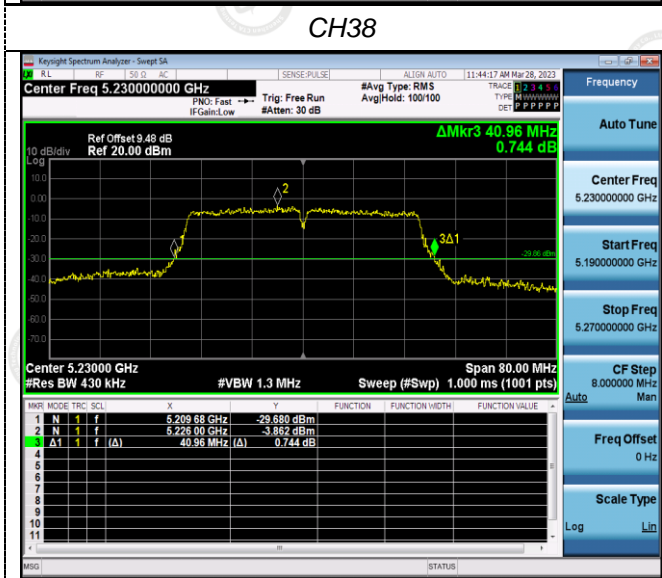 CH38
Keysight Spectrum Analyzer - Swept SA
RL RF 50 Ω AC SENSE:PULSE ALIGN AUTO 11:44:17 AM Mar 28, 2023
Center Freq 5.230000000 GHz
PNO: Fast
IFGain:Low
Trig: Free Run
#Atten: 30 dB
#Avg Type: RMS
Avg|Hold: 100/100
TRACE 1 2 3 4 5 6
TYPE M WWWWW
DET P P P P P P
Ref Offset 9.48 dB
Ref 20.00 dBm
10 dB/div
Log
ΔMkr3 40.96 MHz
0.744 dB
10.0
0.00
-10.0
-20.0
-30.0
-40.0
-50.0
-60.0
-70.0
2
3Δ1
-29.86 dBm
Center 5.23000 GHz Span 80.00 MHz
#Res BW 430 kHz #VBW 1.3 MHz Sweep (#Swp) 1.000 ms (1001 pts)
MKR MODE TRC SCL X Y FUNCTION FUNCTION WIDTH FUNCTION VALUE
1 N 1 f 5.209 68 GHz -29.680 dBm
2 N 1 f 5.226 00 GHz -3.862 dBm
3 Δ1 1 f (Δ) 40.96 MHz (Δ) 0.744 dB
4
5
6
7
8
9
10
11
MSG STATUS
Frequency
Auto Tune
Center Freq
5.230000000 GHz
Start Freq
5.190000000 GHz
Stop Freq
5.270000000 GHz
CF Step
8.000000 MHz
Auto Man
Freq Offset
0 Hz
Scale Type
Log Lin